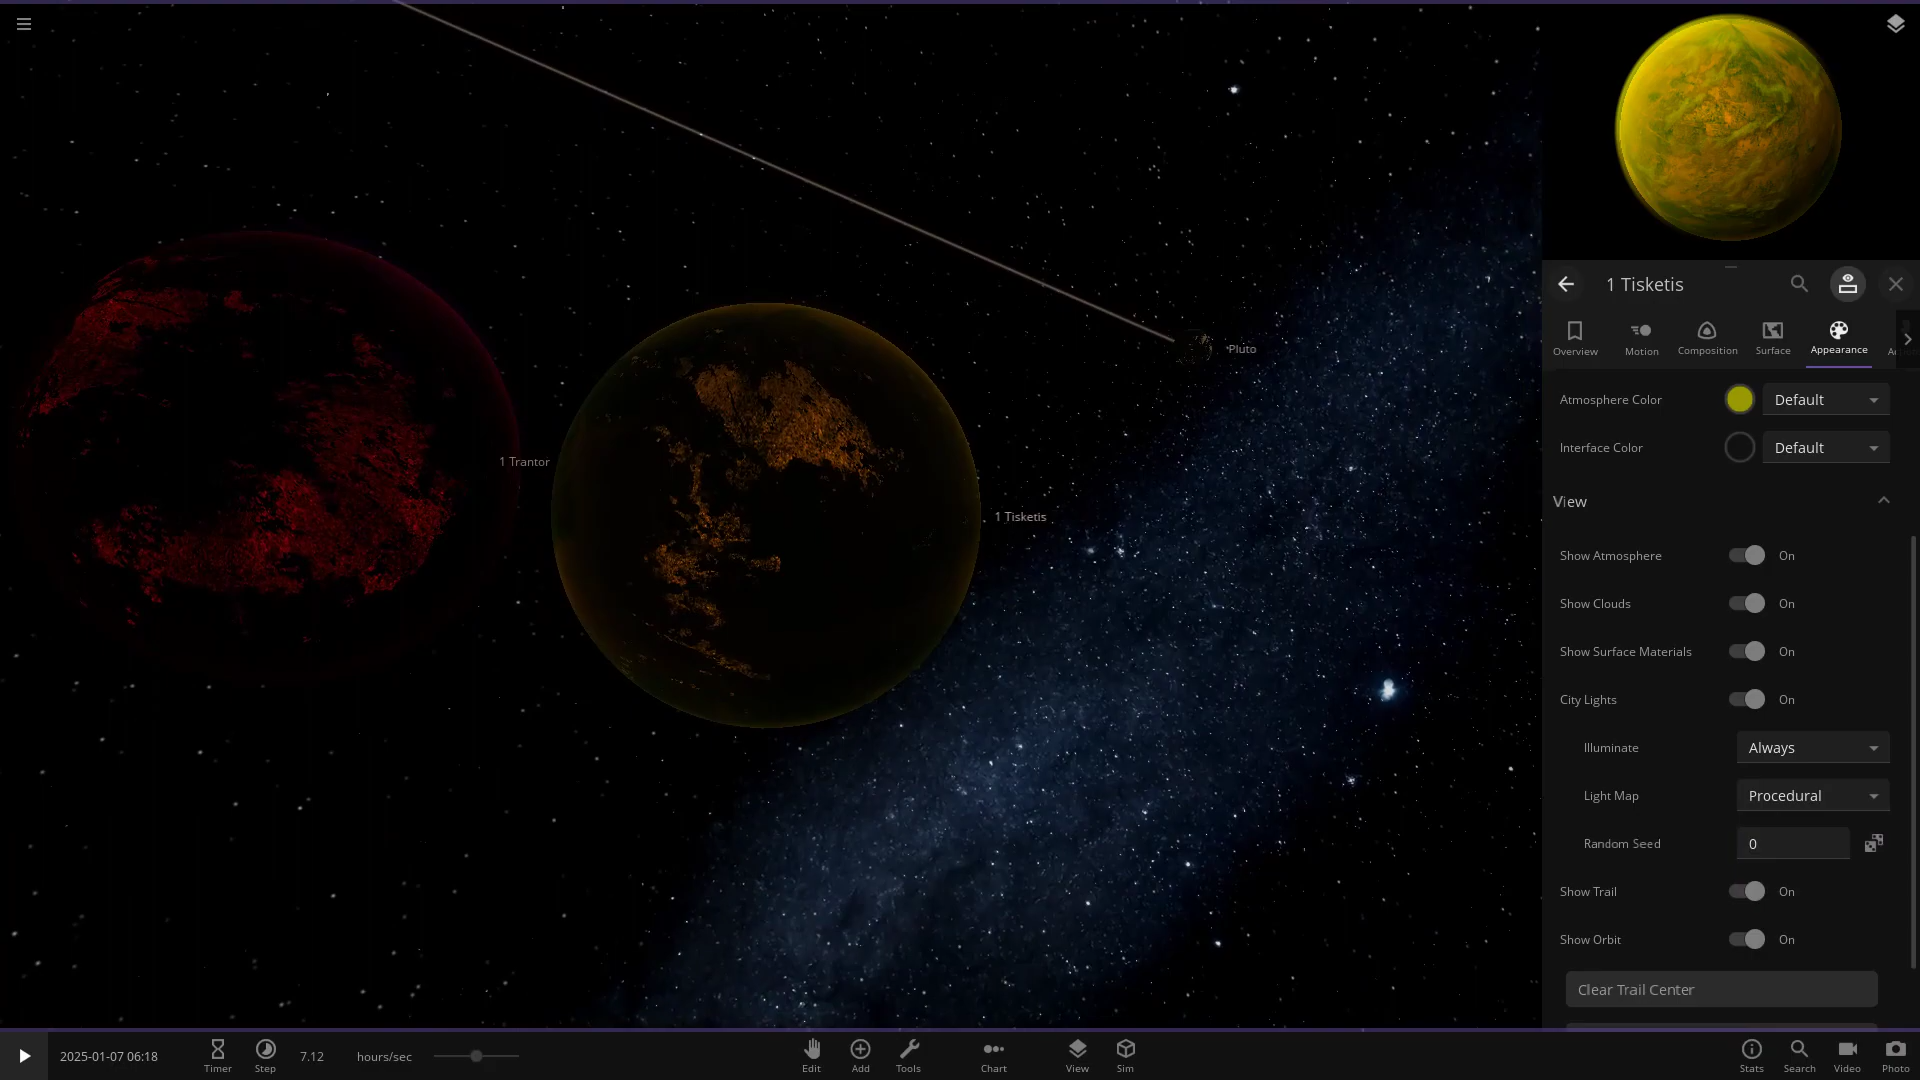 1 Tisketis
Overview
Motion
Composition
Surface
Appearance
Atmosphere Color
Default
Interface Color
Default
View
Show Atmosphere
On
Show Clouds
On
Show Surface Materials
On
City Lights
On
Illuminate
Always
Light Map
Procedural
Random Seed
0
Show Trail
On
Show Orbit
On
Clear Trail Center
Pluto
1 Trantor
1 Tisketis
2025-01-07 06:18
Timer
Step
7.12
hours/sec
Edit
Add
Tools
Chart
View
Sim
Stats
Search
Video
Photo